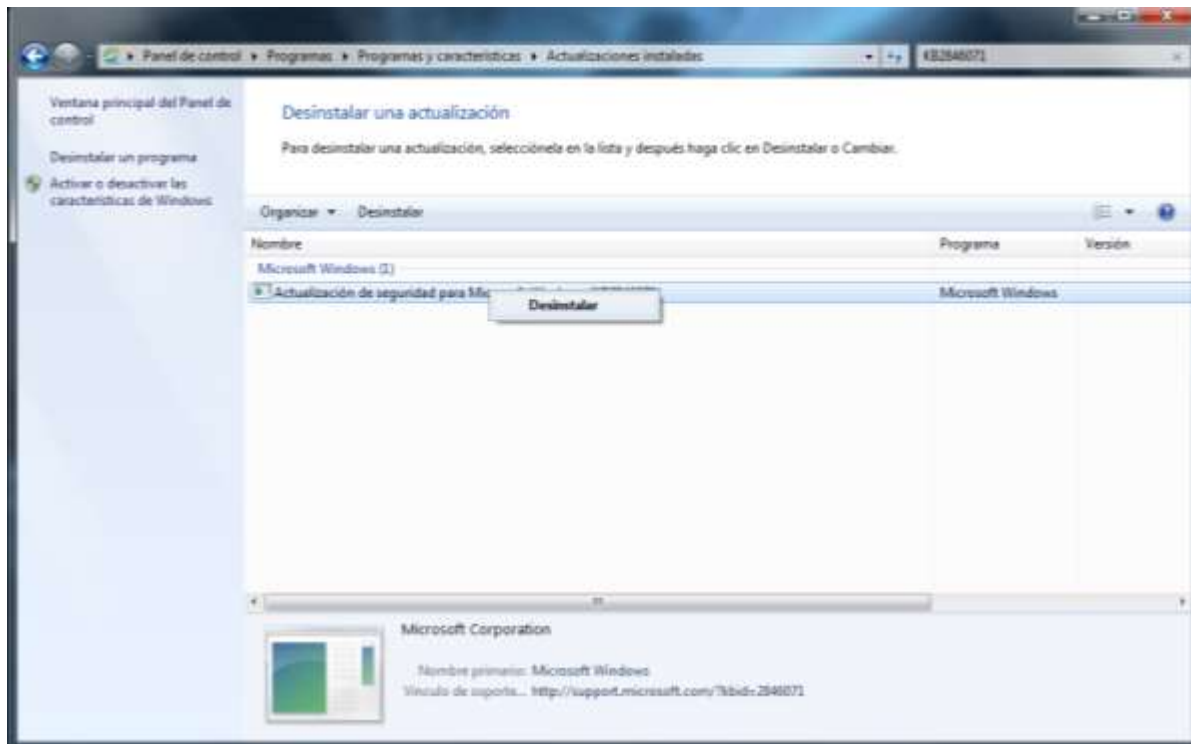 Panel de control ▸ Programas ▸ Programas y características ▸ Actualizaciones instaladas
KB2846071
Ventana principal del Panel de control
Desinstalar un programa
Activar o desactivar las características de Windows
Desinstalar una actualización
Para desinstalar una actualización, selecciónela en la lista y después haga clic en Desinstalar o Cambiar.
Organizar Desinstalar
Nombre Programa Versión
Microsoft Windows (1)
Actualización de seguridad para Mic Microsoft Windows
Desinstalar
Microsoft Corporation
Nombre primario: Microsoft Windows
Vínculo de soporte... http://support.microsoft.com/?kbid=2846071